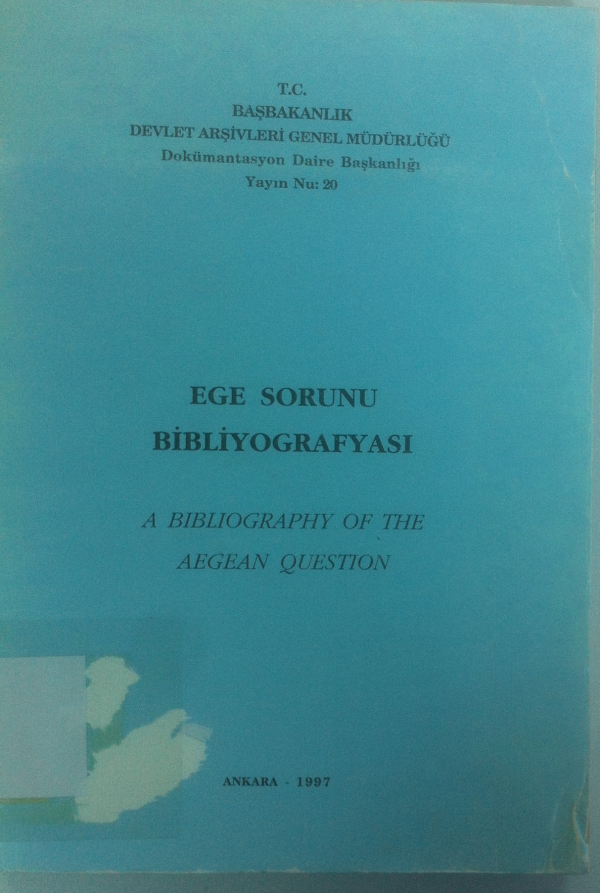 T.C.
BAŞBAKANLIK
DEVLET ARŞİVLERİ GENEL MÜDÜRLÜĞÜ
Dokümantasyon Daire Başkanlığı
Yayın Nu: 20
EGE SORUNU
BİBLİYOGRAFYASI
A BIBLIOGRAPHY OF THE
AEGEAN QUESTION
ANKARA - 1997